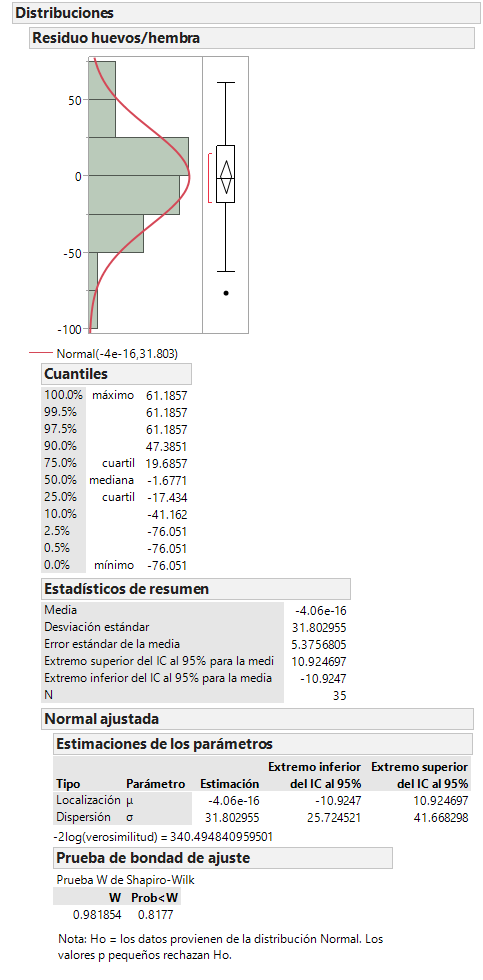 Distribuciones
Residuo huevos/hembra
50
0
-50
-100
Normal(-4e-16,31.803)
Cuantiles
100.0% máximo 61.1857
99.5% 61.1857
97.5% 61.1857
90.0% 47.3851
75.0% cuartil 19.6857
50.0% mediana -1.6771
25.0% cuartil -17.434
10.0% -41.162
2.5% -76.051
0.5% -76.051
0.0% mínimo -76.051
Estadísticos de resumen
Media -4.06e-16
Desviación estándar 31.802955
Error estándar de la media 5.3756805
Extremo superior del IC al 95% para la medi 10.924697
Extremo inferior del IC al 95% para la media -10.9247
N 35
Normal ajustada
Estimaciones de los parámetros
Extremo inferior Extremo superior
Tipo Parámetro Estimación del IC al 95% del IC al 95%
Localización μ -4.06e-16 -10.9247 10.924697
Dispersión σ 31.802955 25.724521 41.668298
-2log(verosimilitud) = 340.494840959501
Prueba de bondad de ajuste
Prueba W de Shapiro-Wilk
W Prob<W
0.981854 0.8177
Nota: Ho = los datos provienen de la distribución Normal. Los
valores p pequeños rechazan Ho.